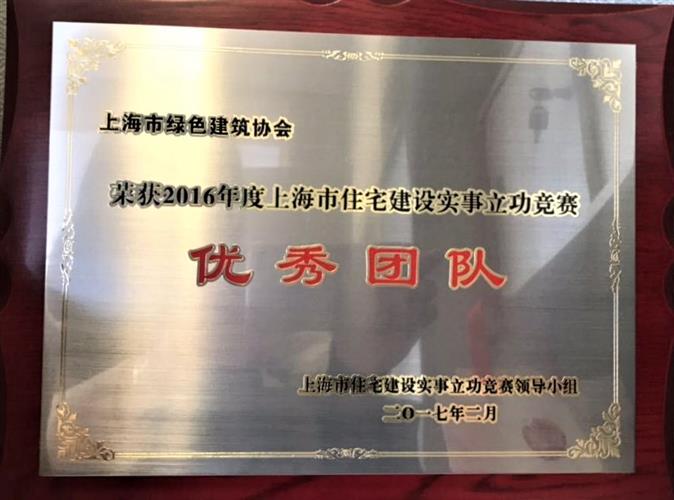 上海市绿色建筑协会
荣获2016年度上海市住宅建设实事立功竞赛
优秀团队
上海市住宅建设实事立功竞赛领导小组
二O一七年二月